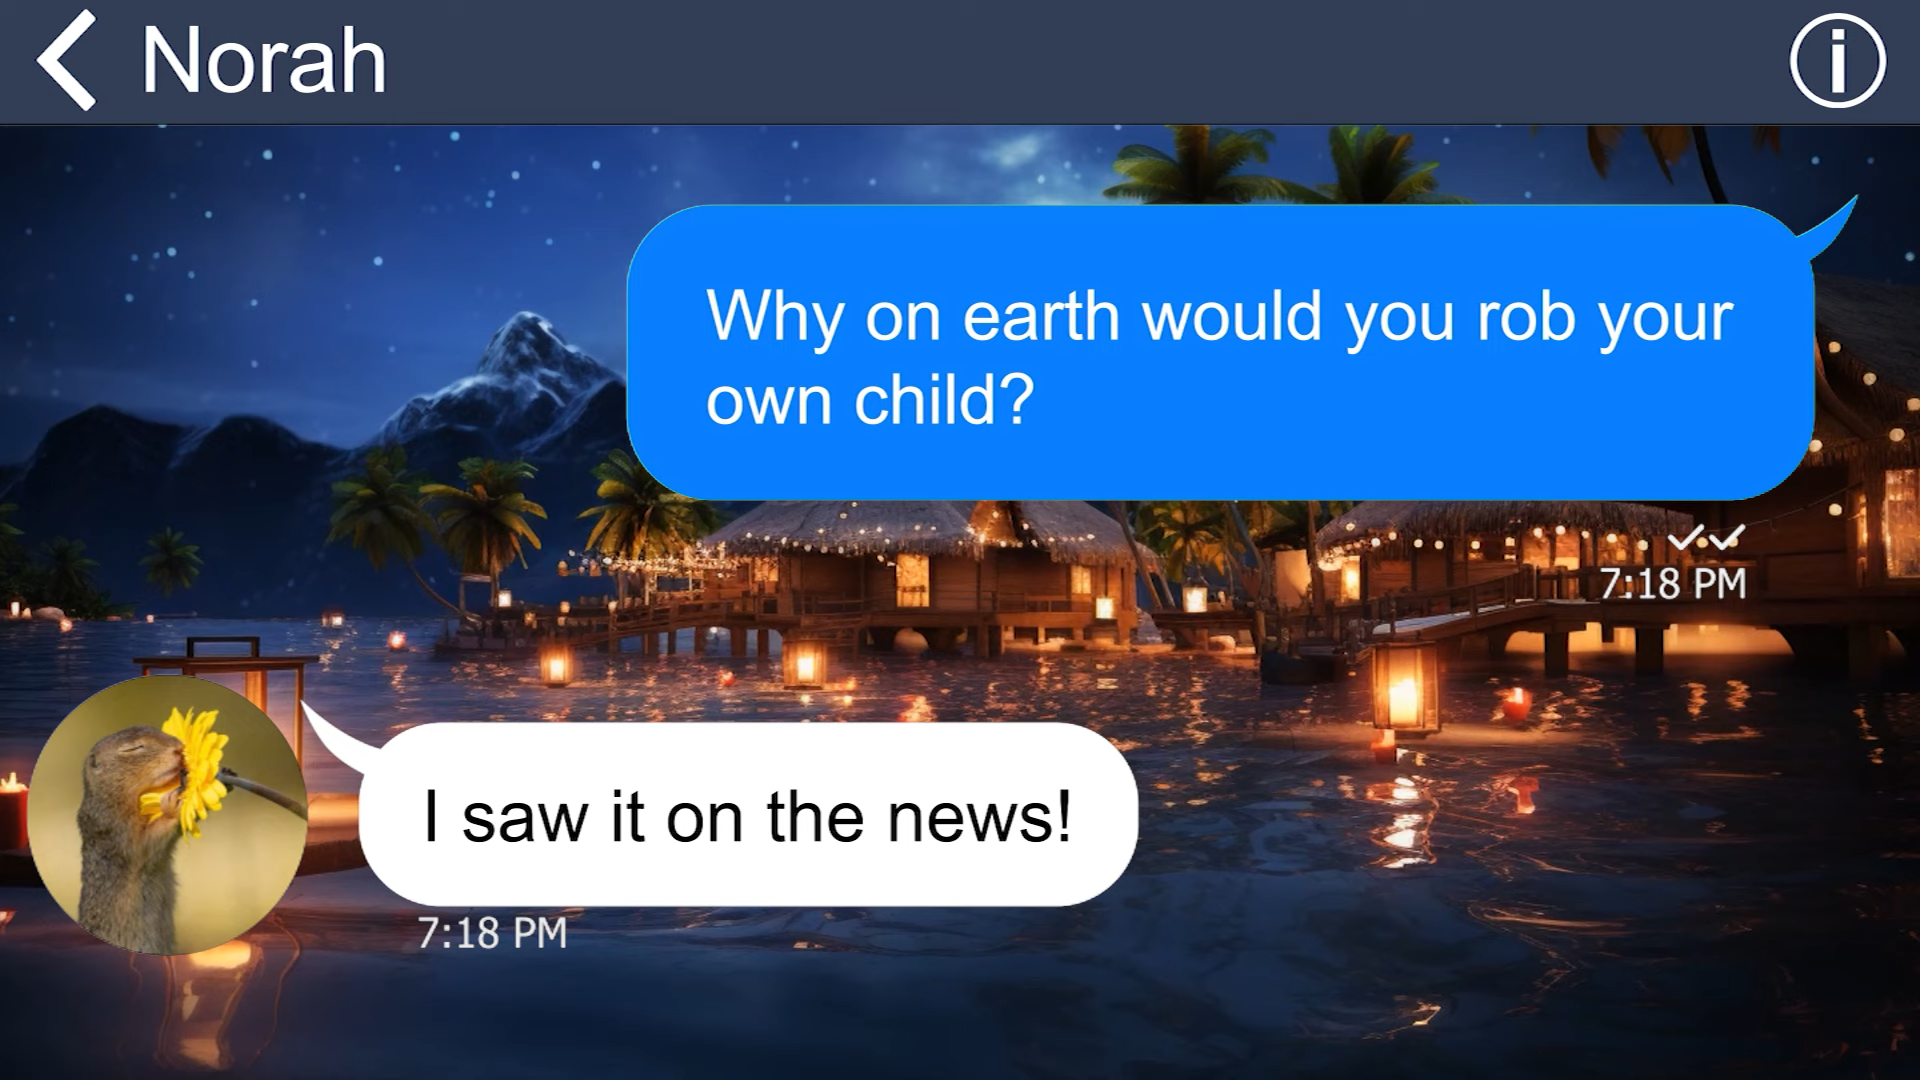 Norah
Why on earth would you rob your
own child?
7:18 PM
I saw it on the news!
7:18 PM